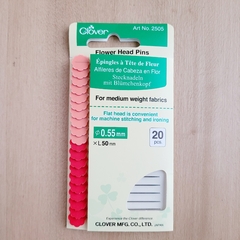 Art No. 2505
Clover
Flower Head Pins
Épingles à Tête de Fleur
Alfileres de Cabeza en Flor
Stecknadeln
mit Blümchenkopf
For medium weight fabrics
Flat head is convenient
for machine stitching and ironing
0.55mm
×L50mm
20
pcs
CLOVER MFG. CO., LTD.